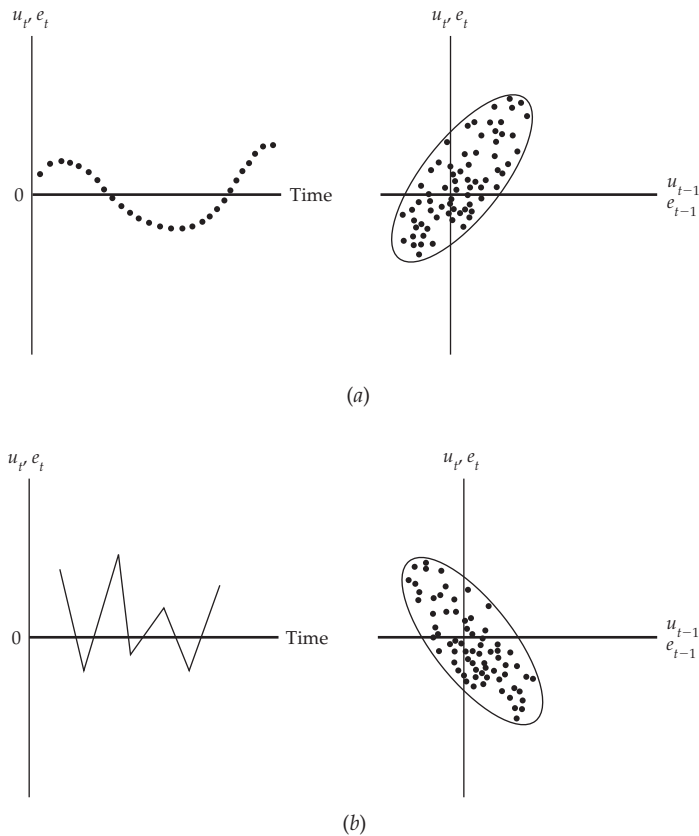 u_t, e_t
0
Time
u_t, e_t
u_{t−1}
e_{t−1}
(a)
u_t, e_t
0
Time
u_t, e_t
u_{t−1}
e_{t−1}
(b)